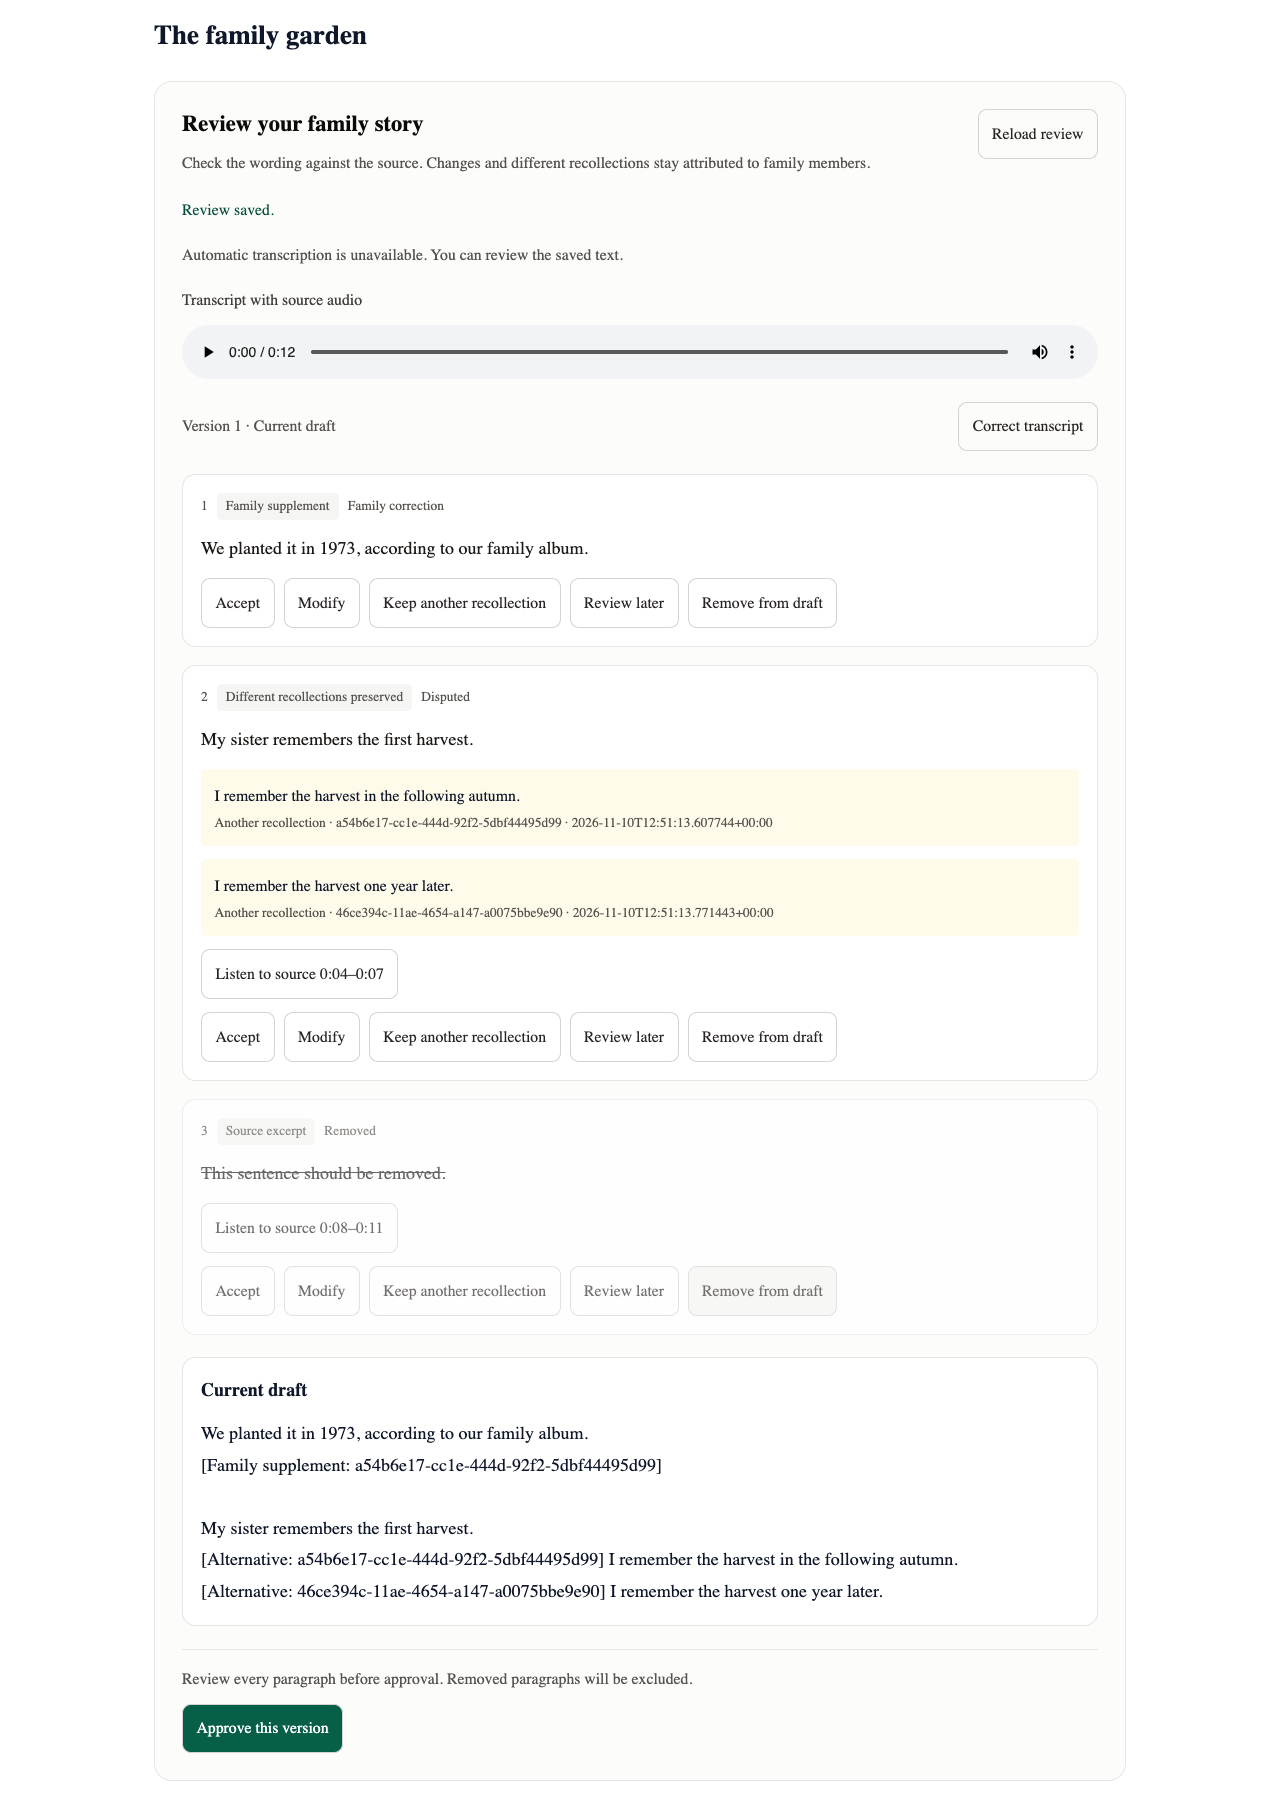 The family garden
Review your family story
Reload review
Check the wording against the source. Changes and different recollections stay attributed to family members.
Review saved.
Automatic transcription is unavailable. You can review the saved text.
Transcript with source audio
0:00 / 0:12
Version 1 · Current draft
Correct transcript
1 Family supplement Family correction
We planted it in 1973, according to our family album.
Accept Modify Keep another recollection Review later Remove from draft
2 Different recollections preserved Disputed
My sister remembers the first harvest.
I remember the harvest in the following autumn.
Another recollection · a54b6e17-cc1e-444d-92f2-5dbf44495d99 · 2026-11-10T12:51:13.607744+00:00
I remember the harvest one year later.
Another recollection · 46ce394c-11ae-4654-a147-a0075bbe9e90 · 2026-11-10T12:51:13.771443+00:00
Listen to source 0:04–0:07
Accept Modify Keep another recollection Review later Remove from draft
3 Source excerpt Removed
This sentence should be removed.
Listen to source 0:08–0:11
Accept Modify Keep another recollection Review later Remove from draft
Current draft
We planted it in 1973, according to our family album.
[Family supplement: a54b6e17-cc1e-444d-92f2-5dbf44495d99]
My sister remembers the first harvest.
[Alternative: a54b6e17-cc1e-444d-92f2-5dbf44495d99] I remember the harvest in the following autumn.
[Alternative: 46ce394c-11ae-4654-a147-a0075bbe9e90] I remember the harvest one year later.
Review every paragraph before approval. Removed paragraphs will be excluded.
Approve this version